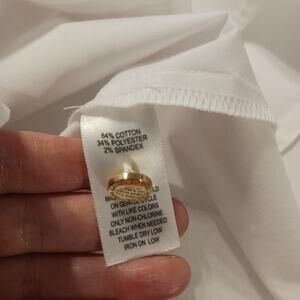 64% COTTON
34% POLYESTER
2% SPANDEX
ON GENTLE CYCLE
WITH LIKE COLORS
ONLY NON-CHLORINE
BLEACH WHEN NEEDED
TUMBLE DRY LOW
IRON ON LOW